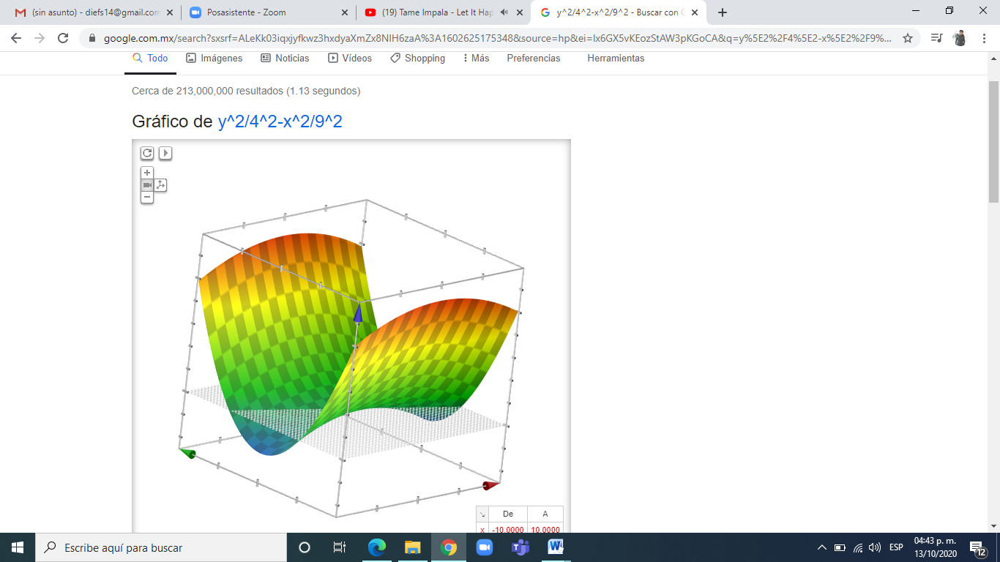 (sin asunto) - diefs14@gmail.com
Posasistente - Zoom
(19) Tame Impala - Let It Hap
y^2/4^2-x^2/9^2 - Buscar con G
google.com.mx/search?sxsrf=ALeKk03iqxjyfkwz3hxdyaXmZx8NIH6zaA%3A1602625175348&source=hp&ei=Ix6GX5vKEozStAW3pKGoCA&q=y%5E2%2F4%5E2-x%5E2%2F9%...
Todo
Imágenes
Noticias
Vídeos
Shopping
Más
Preferencias
Herramientas
Cerca de 213,000,000 resultados (1.13 segundos)
Gráfico de y^2/4^2-x^2/9^2
De A
x -10.0000 10.0000
Escribe aquí para buscar
ESP
04:43 p. m.
13/10/2020
12